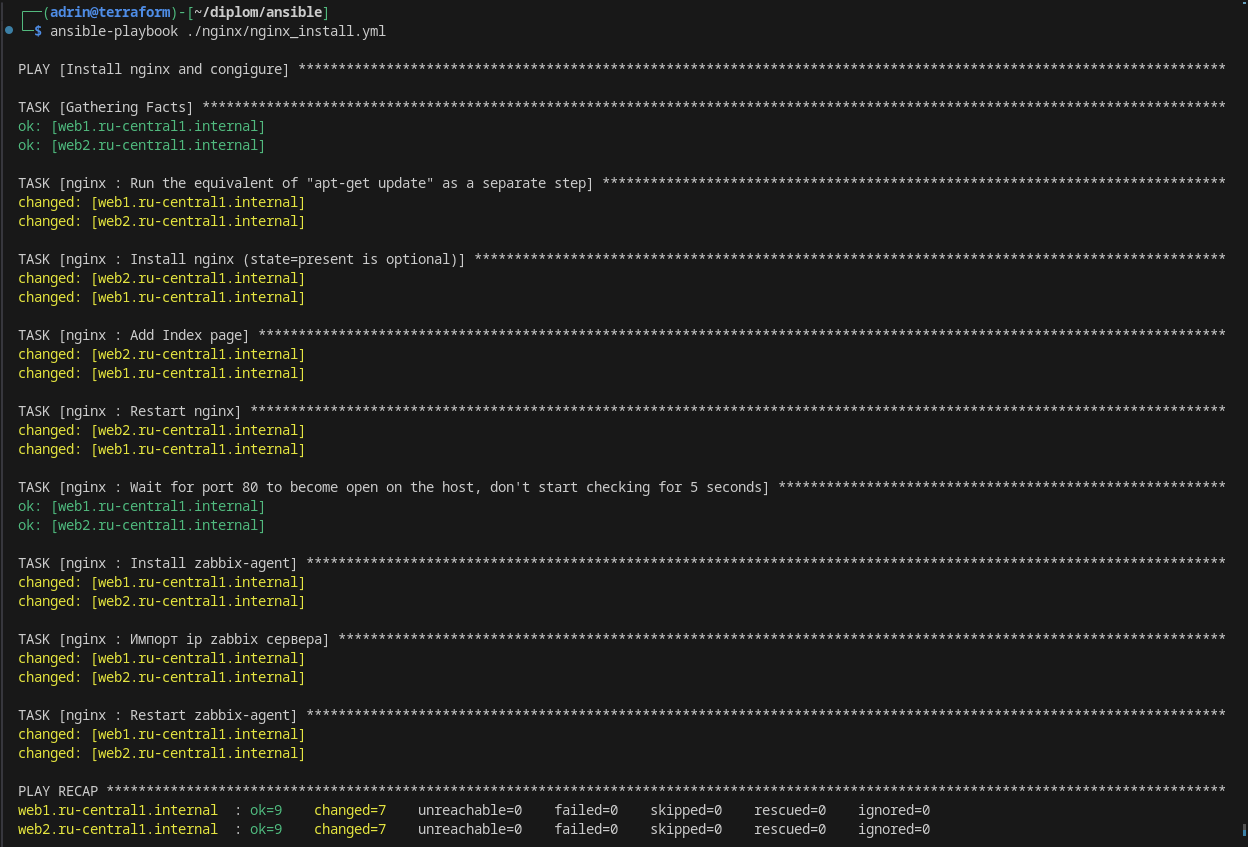 ┌──(adrin@terraform)-[~/diplom/ansible]
└─$ ansible-playbook ./nginx/nginx_install.yml
PLAY [Install nginx and congigure] ********************************************************************************************************************
TASK [Gathering Facts] ********************************************************************************************************************************
ok: [web1.ru-central1.internal]
ok: [web2.ru-central1.internal]
TASK [nginx : Run the equivalent of "apt-get update" as a separate step] ******************************************************************************
changed: [web1.ru-central1.internal]
changed: [web2.ru-central1.internal]
TASK [nginx : Install nginx (state=present is optional)] **********************************************************************************************
changed: [web2.ru-central1.internal]
changed: [web1.ru-central1.internal]
TASK [nginx : Add Index page] *************************************************************************************************************************
changed: [web2.ru-central1.internal]
changed: [web1.ru-central1.internal]
TASK [nginx : Restart nginx] **************************************************************************************************************************
changed: [web2.ru-central1.internal]
changed: [web1.ru-central1.internal]
TASK [nginx : Wait for port 80 to become open on the host, don't start checking for 5 seconds] ********************************************************
ok: [web1.ru-central1.internal]
ok: [web2.ru-central1.internal]
TASK [nginx : Install zabbix-agent] *******************************************************************************************************************
changed: [web1.ru-central1.internal]
changed: [web2.ru-central1.internal]
TASK [nginx : Импорт ip zabbix сервера] ***************************************************************************************************************
changed: [web1.ru-central1.internal]
changed: [web2.ru-central1.internal]
TASK [nginx : Restart zabbix-agent] *******************************************************************************************************************
changed: [web1.ru-central1.internal]
changed: [web2.ru-central1.internal]
PLAY RECAP ********************************************************************************************************************************************
web1.ru-central1.internal  : ok=9    changed=7    unreachable=0    failed=0    skipped=0    rescued=0    ignored=0
web2.ru-central1.internal  : ok=9    changed=7    unreachable=0    failed=0    skipped=0    rescued=0    ignored=0